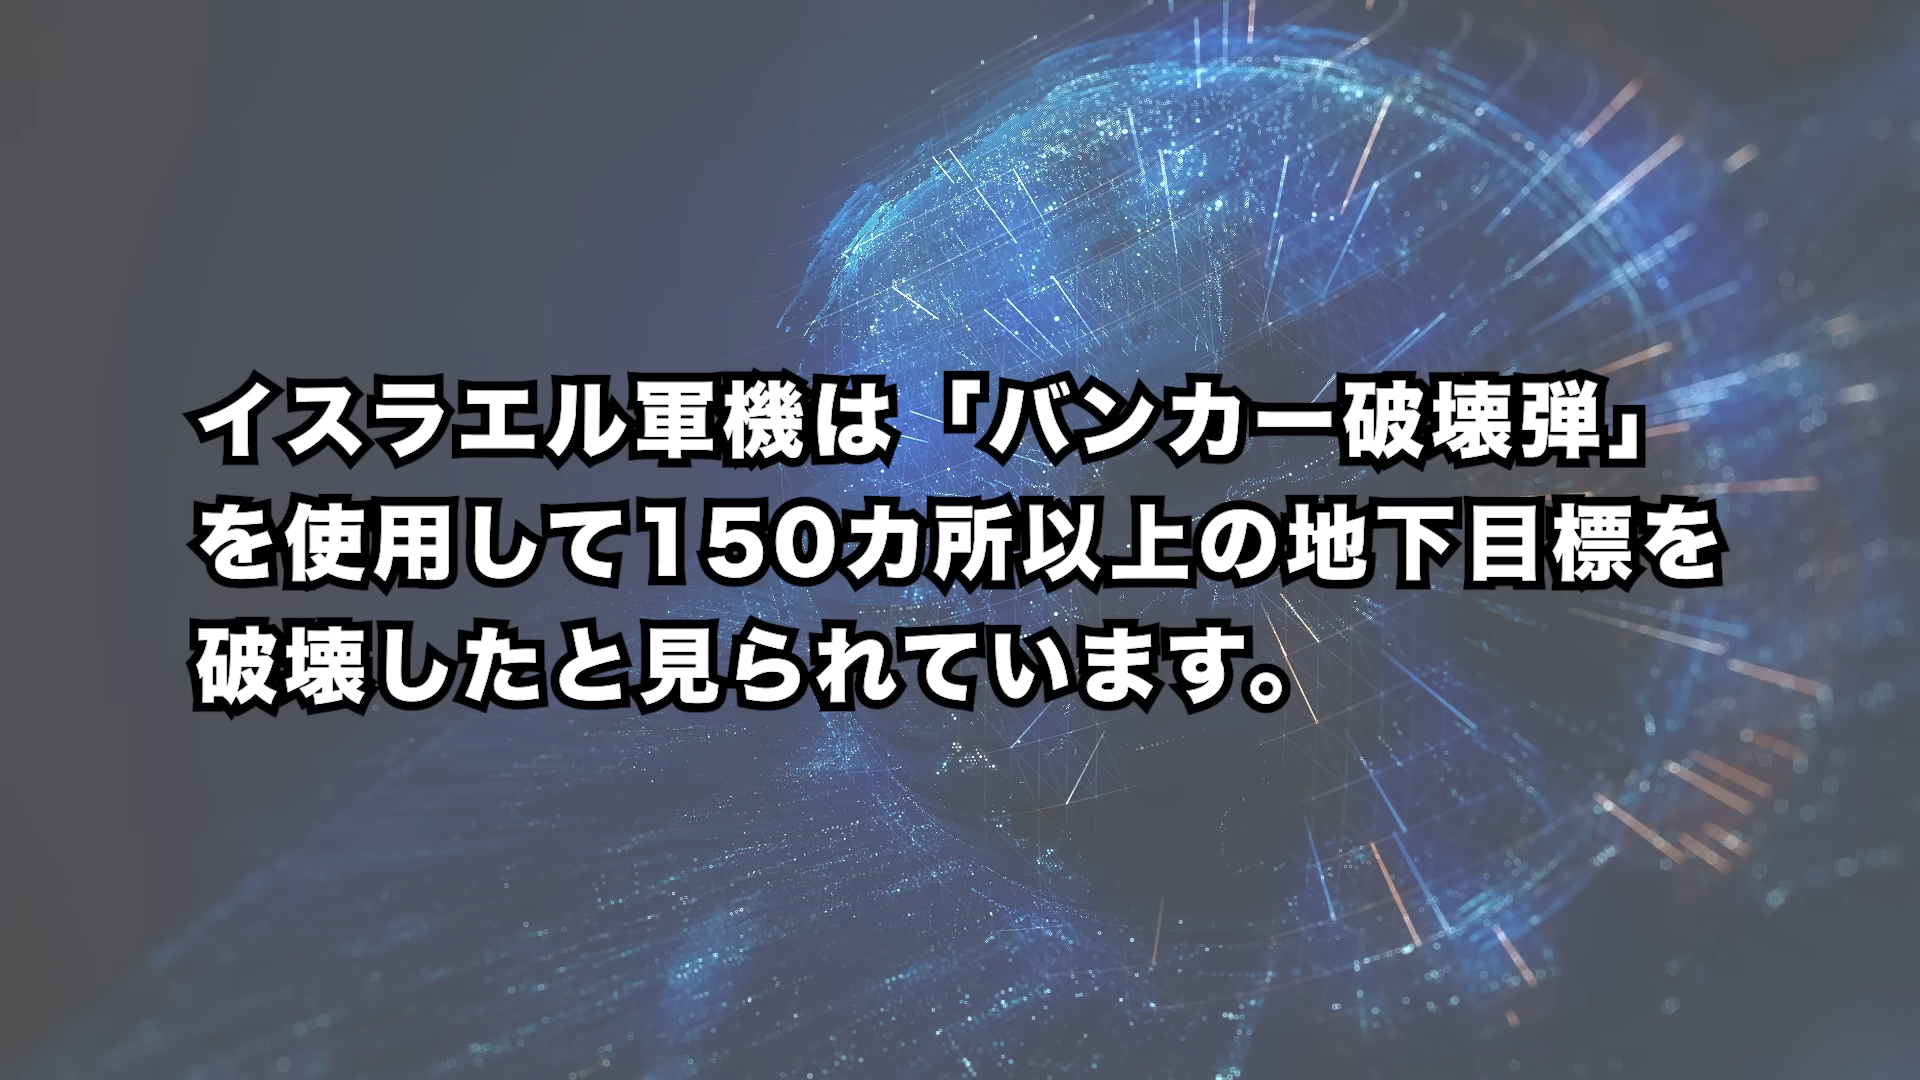 イスラエル軍機は「バンカー破壊弾」
を使用して150カ所以上の地下目標を
破壊したと見られています。